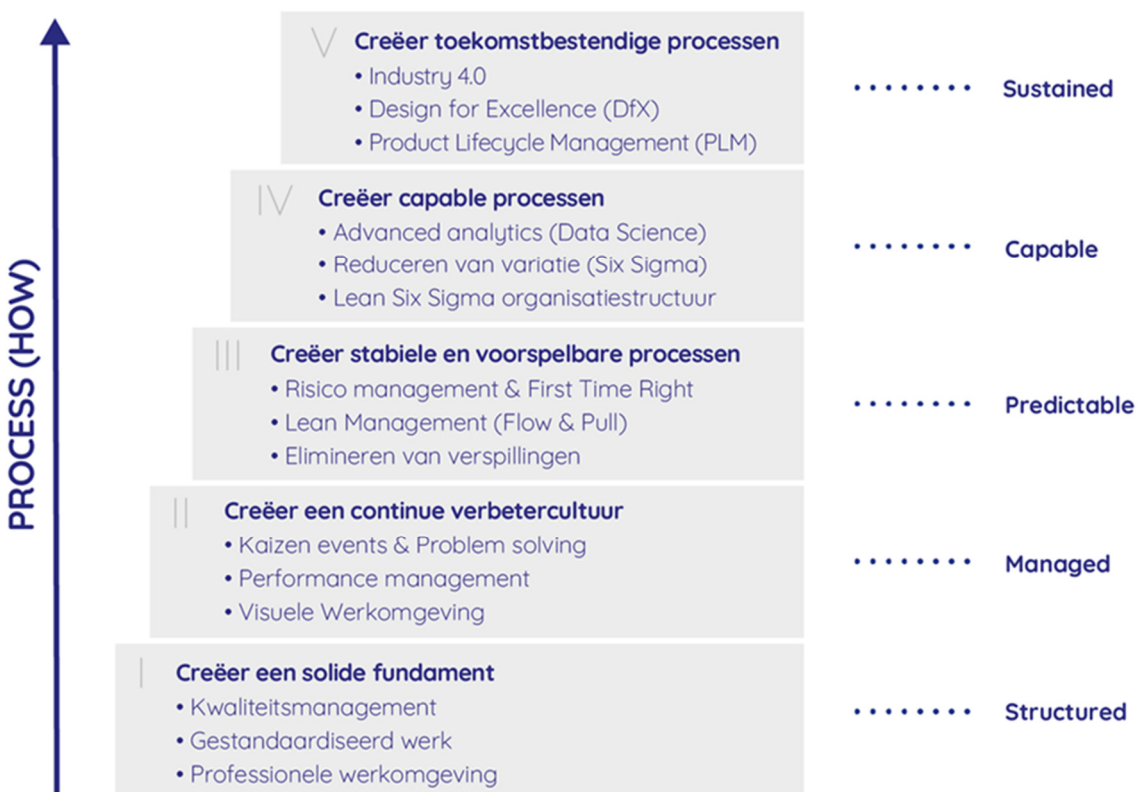 PROCESS (HOW)
V Creëer toekomstbestendige processen
• Industry 4.0
• Design for Excellence (DfX)
• Product Lifecycle Management (PLM)
Sustained
IV Creëer capable processen
• Advanced analytics (Data Science)
• Reduceren van variatie (Six Sigma)
• Lean Six Sigma organisatiestructuur
Capable
III Creëer stabiele en voorspelbare processen
• Risico management & First Time Right
• Lean Management (Flow & Pull)
• Elimineren van verspillingen
Predictable
II Creëer een continue verbetercultuur
• Kaizen events & Problem solving
• Performance management
• Visuele Werkomgeving
Managed
I Creëer een solide fundament
• Kwaliteitsmanagement
• Gestandaardiseerd werk
• Professionele werkomgeving
Structured